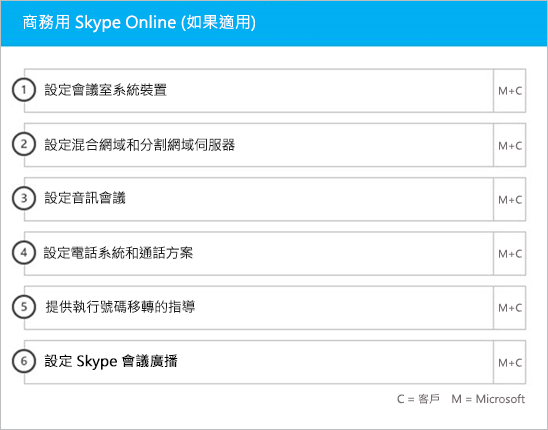 商務用 Skype Online (如果適用)
1 設定會議室系統裝置 M+C
2 設定混合網域和分割網域伺服器 M+C
3 設定音訊會議 M+C
4 設定電話系統和通話方案 M+C
5 提供執行號碼移轉的指導 M+C
6 設定 Skype 會議廣播 M+C
C = 客戶 M = Microsoft